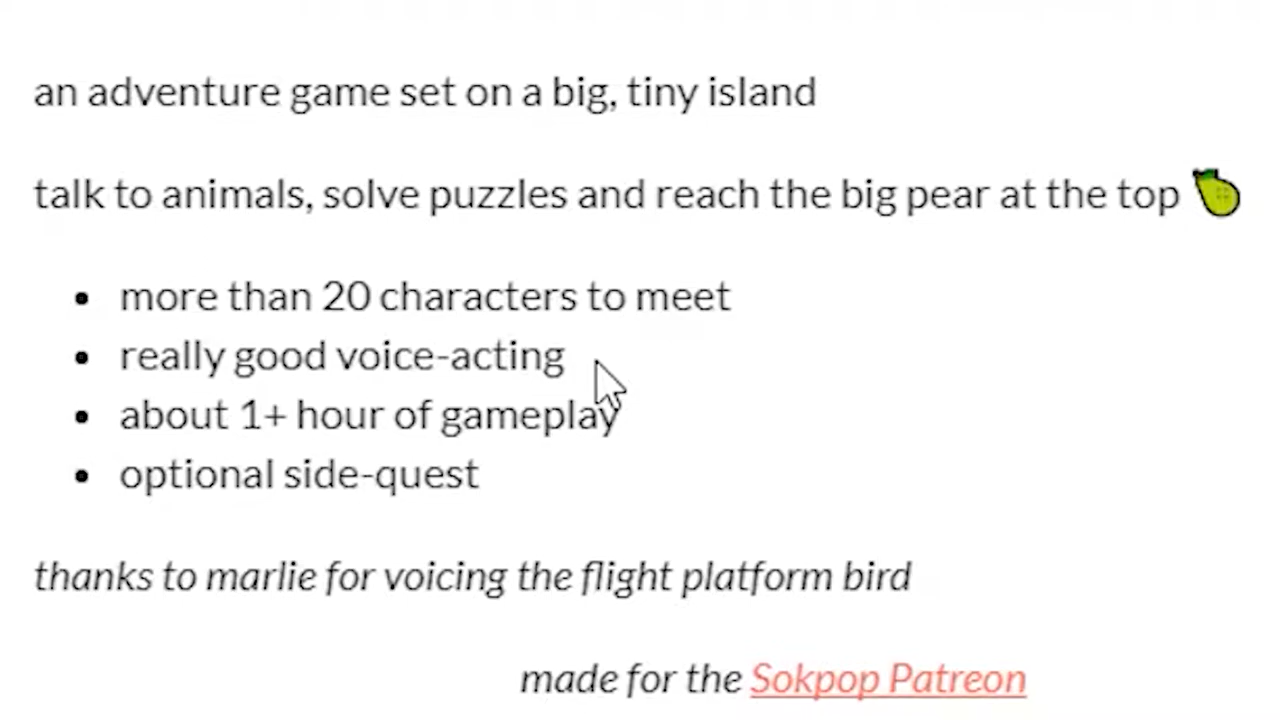 an adventure game set on a big, tiny island
talk to animals, solve puzzles and reach the big pear at the top
• more than 20 characters to meet
• really good voice-acting
• about 1+ hour of gameplay
• optional side-quest
thanks to marlie for voicing the flight platform bird
made for the Sokpop Patreon